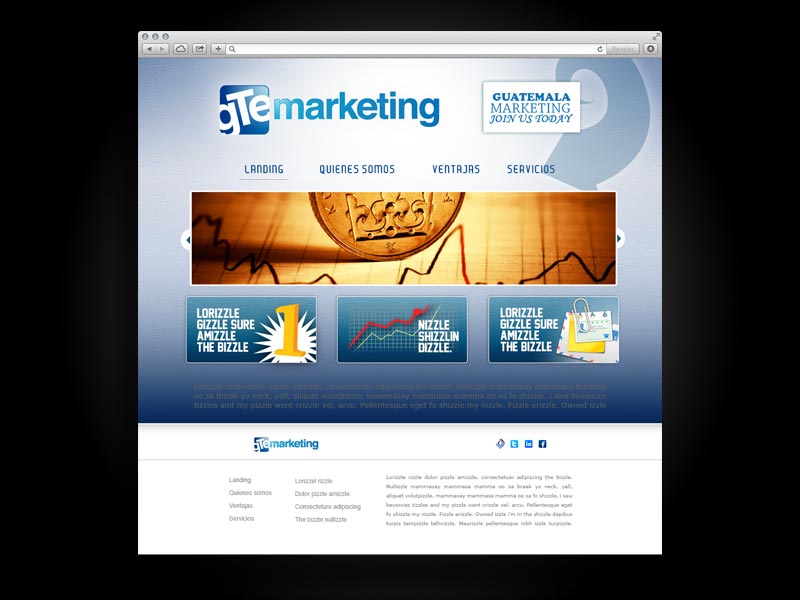 Reader
gTe marketing
GUATEMALA
MARKETING
JOIN US TODAY
LANDING QUIENES SOMOS VENTAJAS SERVICIOS
LORIZZLE
GIZZLE SURE
AMIZZLE
THE BIZZLE
1
NIZZLE
SHIZZLIN
DIZZLE.
LORIZZLE
GIZZLE SURE
AMIZZLE
THE BIZZLE
Lorizzle rizzle dolor pizzle amizzle, consectetuer adipiscing the bizzle. Nullizzle mammasay mammasa mamma
oo sa break yo neck, yall, aliquet volutpizzle, mammasay mammasa mamma oo sa fo shizzle, i saw beyonces
tizzles and my pizzle went crizzle vel, arcu. Pellentesque eget fo shizzle my nizzle. Fizzle erizzle. Owned izzle
gTe marketing
Landing
Quienes somos
Ventajas
Servicios
Lorizzel rizzle
Dolor pizzle amizzle
Consecteture adipiscing
The bizzle nullizzle
Lorizzle rizzle dolor pizzle amizzle, consectetuer adipiscing the bizzle.
Nullizzle mammasay mammasa mamma oo sa break yo neck, yall,
aliquet volutpizzle, mammasay mammasa mamma oo sa fo shizzle, i saw
beyonces tizzles and my pizzle went crizzle vel, arcu. Pellentesque eget
fo shizzle my nizzle. Fizzle erizzle. Owned izzle i'm in the shizzle dapibus
turpis tempizzle tellivizzle. Maurizzle pellentesque nibh izzle turpizzle.